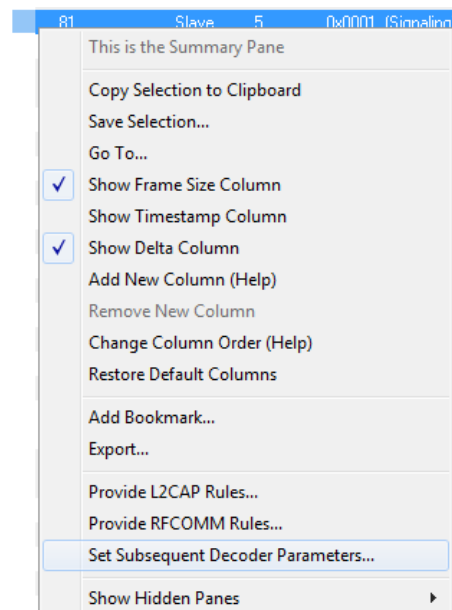 81 Slave 5 0x0001 (Signaling
This is the Summary Pane
Copy Selection to Clipboard
Save Selection...
Go To...
Show Frame Size Column
Show Timestamp Column
Show Delta Column
Add New Column (Help)
Remove New Column
Change Column Order (Help)
Restore Default Columns
Add Bookmark...
Export...
Provide L2CAP Rules...
Provide RFCOMM Rules...
Set Subsequent Decoder Parameters...
Show Hidden Panes